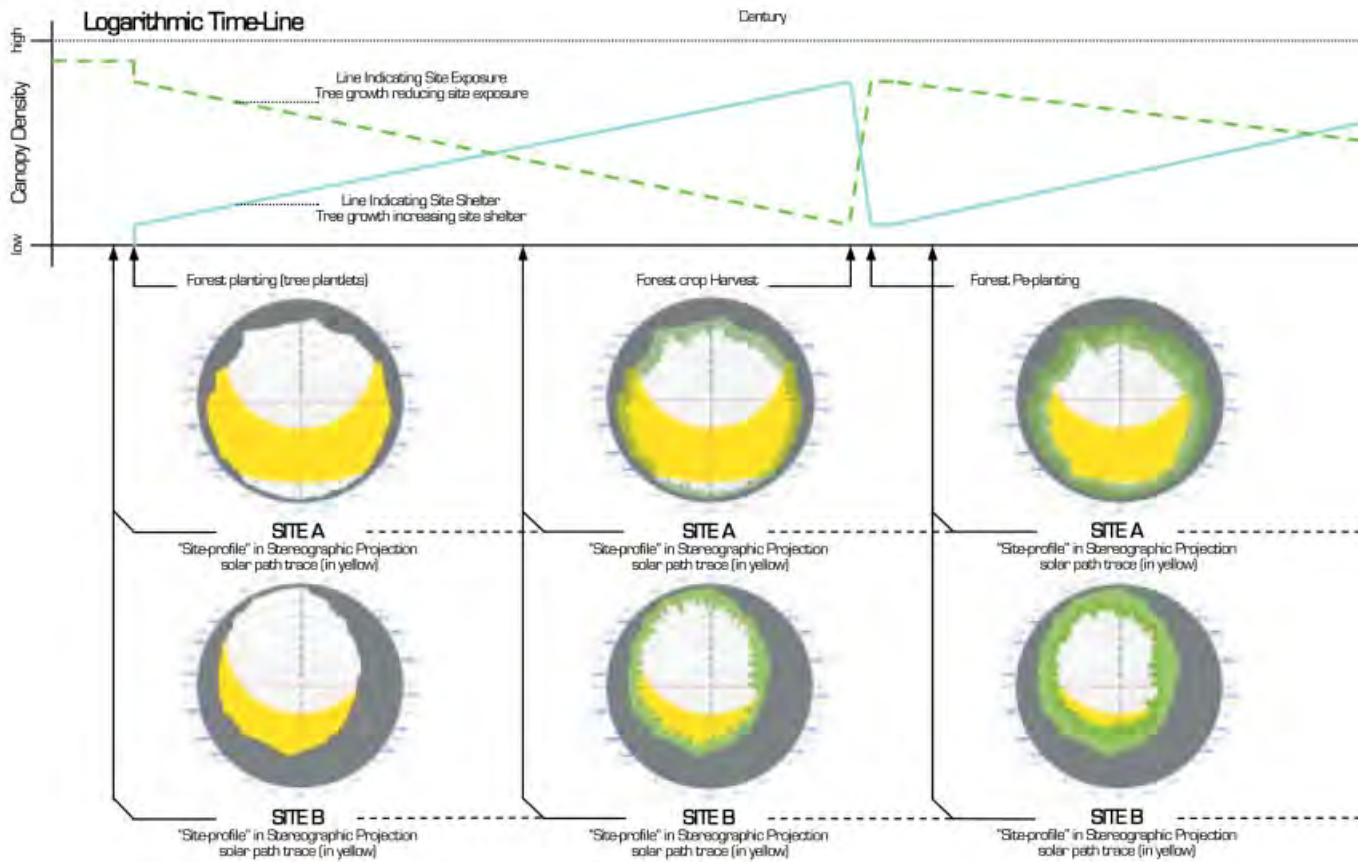 Logarithmic Time-Line
Century
high
Canopy Density
low
Line Indicating Site Exposure
Tree growth reducing site exposure
Line Indicating Site Shelter
Tree growth increasing site shelter
Forest planting (tree plantlets)
Forest crop Harvest
Forest Re-planting
SITE A
"Site-profile" in Stereographic Projection
solar path trace (in yellow)
SITE A
"Site-profile" in Stereographic Projection
solar path trace (in yellow)
SITE A
"Site-profile" in Stereographic Projection
solar path trace (in yellow)
SITE B
"Site-profile" in Stereographic Projection
solar path trace (in yellow)
SITE B
"Site-profile" in Stereographic Projection
solar path trace (in yellow)
SITE B
"Site-profile" in Stereographic Projection
solar path trace (in yellow)